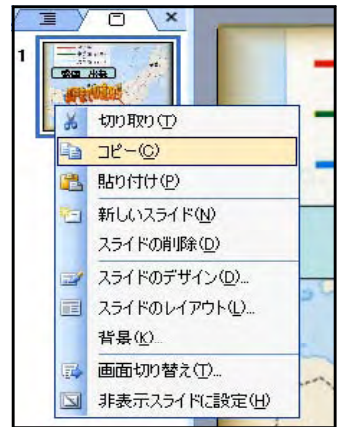 1
切り取り(T)
コピー(C)
貼り付け(P)
新しいスライド(N)
スライドの削除(D)
スライドのデザイン(D)...
スライドのレイアウト(L)...
背景(K)...
画面切り替え(T)...
非表示スライドに設定(H)